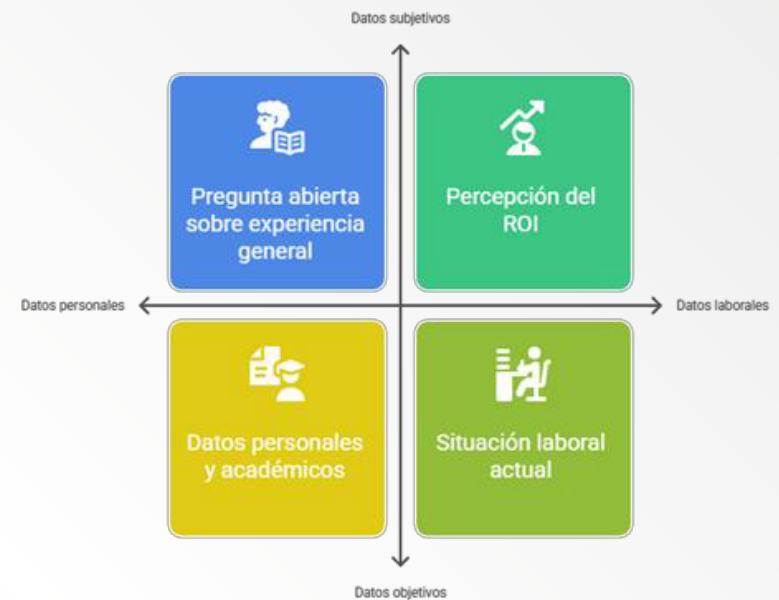 Datos subjetivos
Pregunta abierta
sobre experiencia
general
Percepción del
ROI
Datos personales
Datos laborales
Datos personales
y académicos
Situación laboral
actual
Datos objetivos